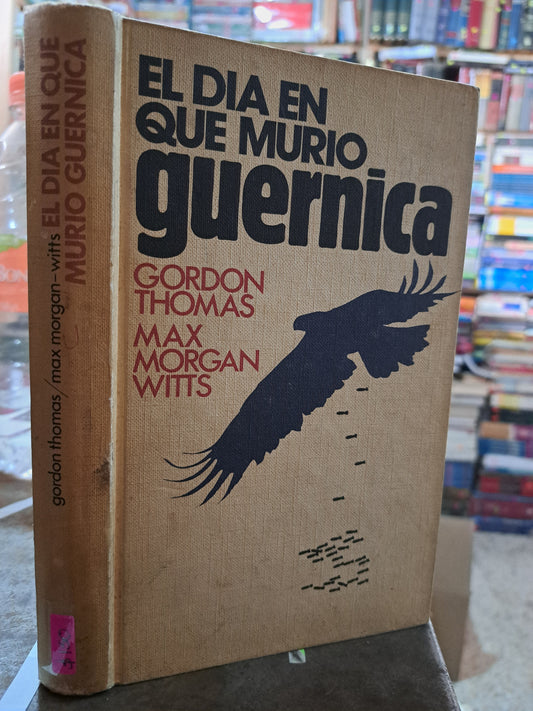 EL DIA EN
QUE MURIO
guernica
GORDON
THOMAS
MAX
MORGAN
WITTS
gordon thomas/max morgan-witts EL DIA EN QUE
MURIO GUERNICA